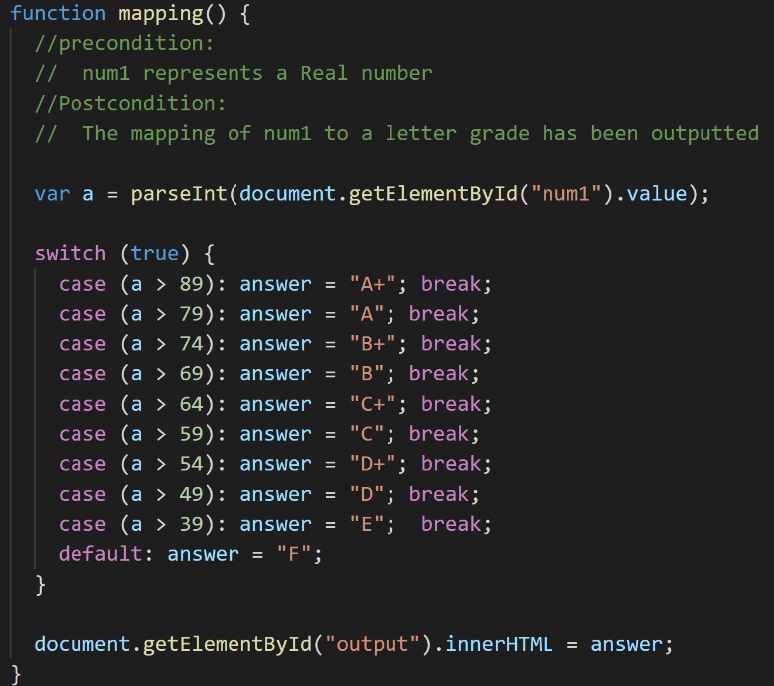 function mapping() {
  //precondition:
  //  num1 represents a Real number
  //Postcondition:
  //  The mapping of num1 to a letter grade has been outputted

  var a = parseInt(document.getElementById("num1").value);

  switch (true) {
    case (a > 89): answer = "A+"; break;
    case (a > 79): answer = "A"; break;
    case (a > 74): answer = "B+"; break;
    case (a > 69): answer = "B"; break;
    case (a > 64): answer = "C+"; break;
    case (a > 59): answer = "C"; break;
    case (a > 54): answer = "D+"; break;
    case (a > 49): answer = "D"; break;
    case (a > 39): answer = "E";  break;
    default: answer = "F";
  }

  document.getElementById("output").innerHTML = answer;
}